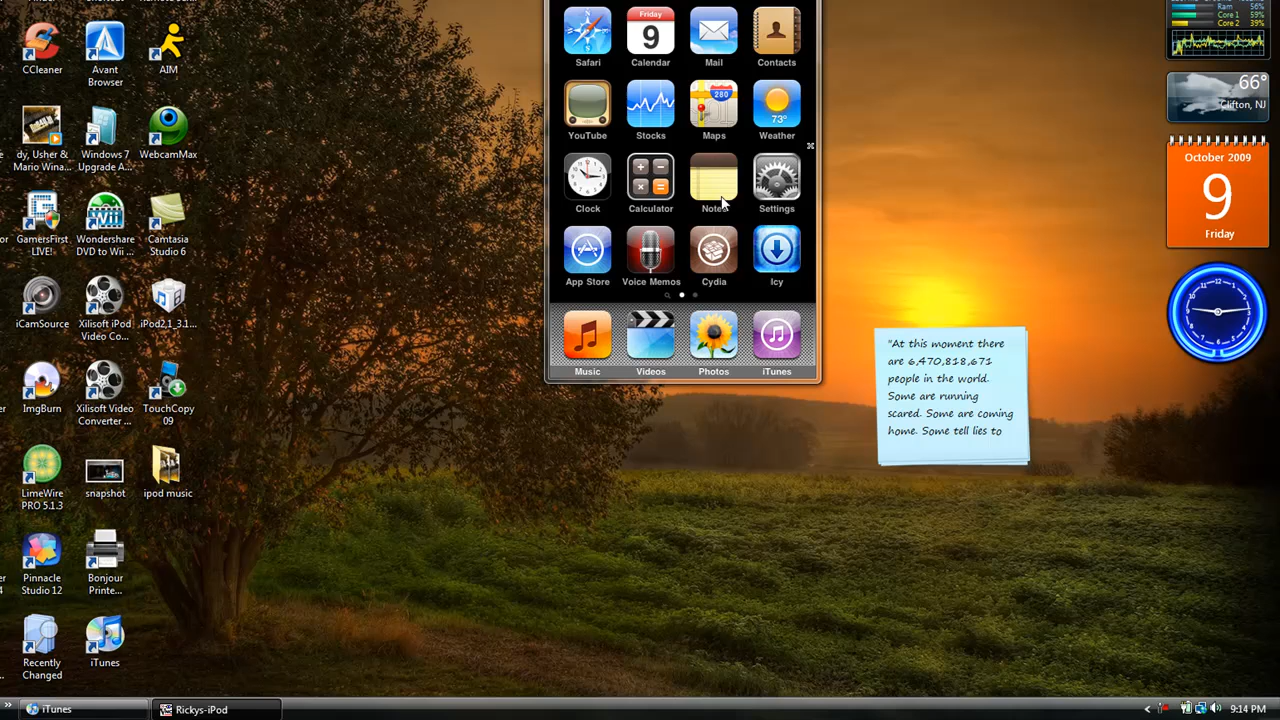 CCleaner
Avant
Browser
AIM
dy, Usher &
Mario Wina...
Windows 7
Upgrade A...
WebcamMax
GamersFirst
LIVE!
Wii
Wondershare
DVD to Wii ...
Camtasia
Studio 6
iCamSource
Xilisoft iPod
Video Co...
iPod2,1_3.1...
ImgBurn
Xilisoft Video
Converter ...
TouchCopy
09
LimeWire
PRO 5.1.3
snapshot
ipod music
Pinnacle
Studio 12
Bonjour
Printe...
Recently
Changed
iTunes
Friday
9
Safari
Calendar
Mail
Contacts
280
73°
YouTube
Stocks
Maps
Weather
Clock
Calculator
Notes
Settings
App Store
Voice Memos
Cydia
Icy
Music
Videos
Photos
iTunes
"At this moment there
are 6,470,818,671
people in the world.
Some are running
scared. Some are coming
home. Some tell lies to
Ram 56%
Core 1 59%
Core 2 39%
66°
Clifton, NJ
October 2009
9
Friday
iTunes
Rickys-iPod
9:14 PM